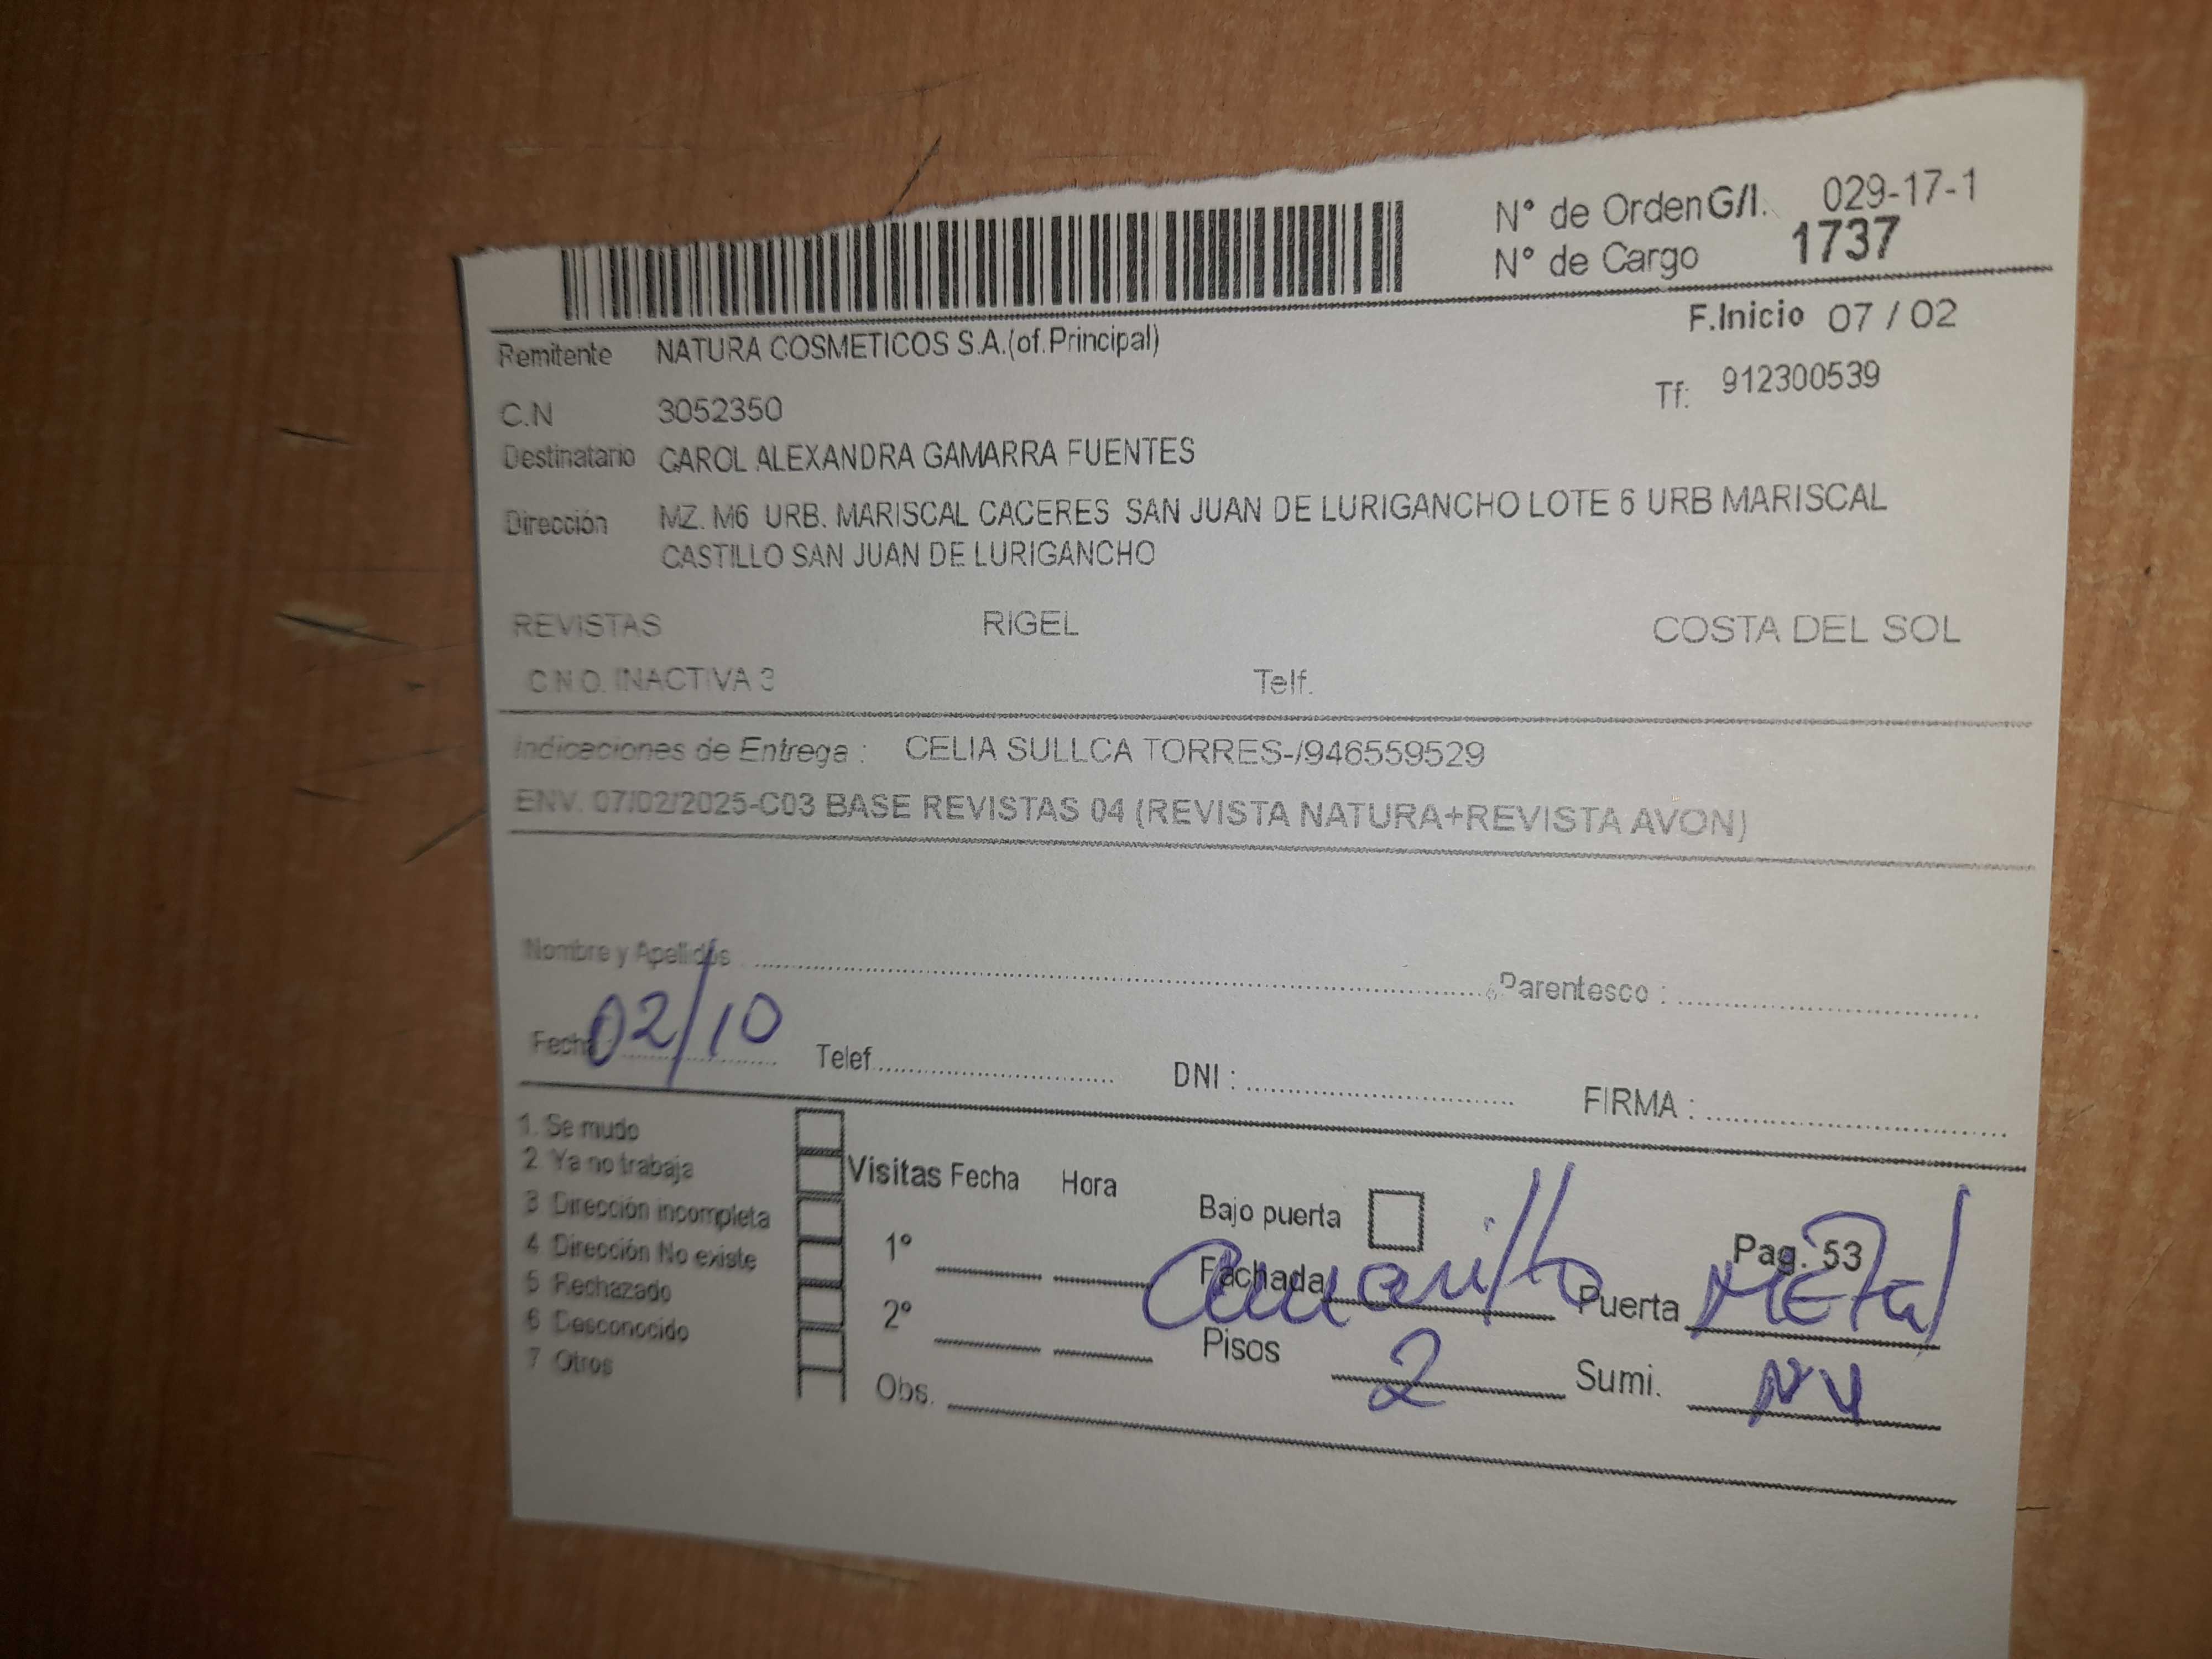 N° de Orden G/I. 029-17-1
N° de Cargo 1737
F.Inicio 07 / 02
Remitente NATURA COSMETICOS S.A.(of.Principal)
Tf: 912300539
C.N 3052350
Destinatario CAROL ALEXANDRA GAMARRA FUENTES
Dirección MZ. M6 URB. MARISCAL CACERES SAN JUAN DE LURIGANCHO LOTE 6 URB MARISCAL
CASTILLO SAN JUAN DE LURIGANCHO
REVISTAS RIGEL COSTA DEL SOL
C.N.O. INACTIVA 3 Telf.
Indicaciones de Entrega : CELIA SULLCA TORRES-/946559529
ENV. 07/02/2025-C03 BASE REVISTAS 04 (REVISTA NATURA+REVISTA AVON)
Nombre y Apellidos Parentesco :
Fecha : 02/10 Telef. DNI : FIRMA :
1. Se mudo
2 Ya no trabaja
3 Dirección incompleta
4 Dirección No existe
5 Rechazado
6 Desconocido
7 Otros
Visitas Fecha Hora
1°
2°
Obs.
Bajo puerta Pag. 53
Fachada amarillo Puerta METal
Pisos 2 Sumi.